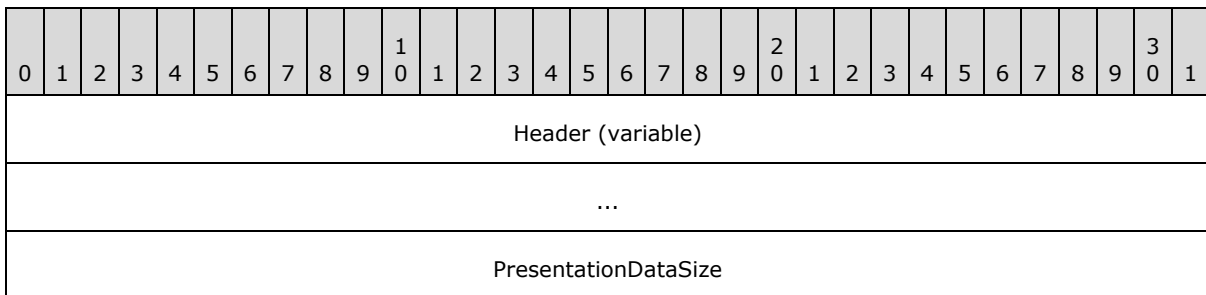 0 1 2 3 4 5 6 7 8 9 1 0 1 2 3 4 5 6 7 8 9 2 0 1 2 3 4 5 6 7 8 9 3 0 1
Header (variable)
...
PresentationDataSize